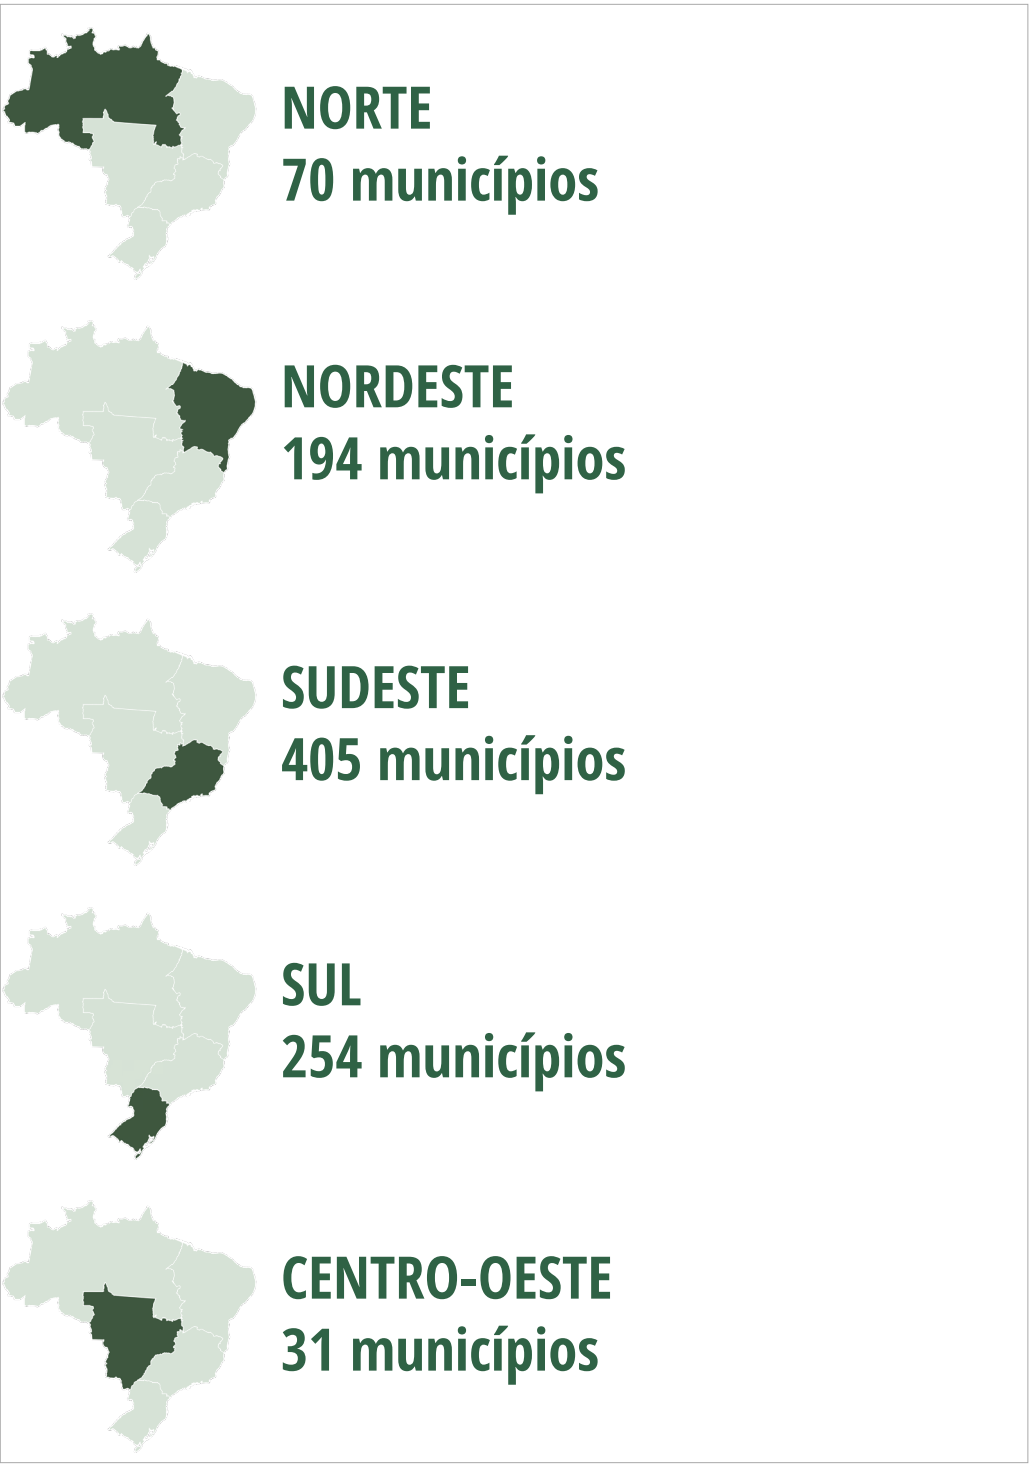 NORTE
70 municípios
NORDESTE
194 municípios
SUDESTE
405 municípios
SUL
254 municípios
CENTRO-OESTE
31 municípios